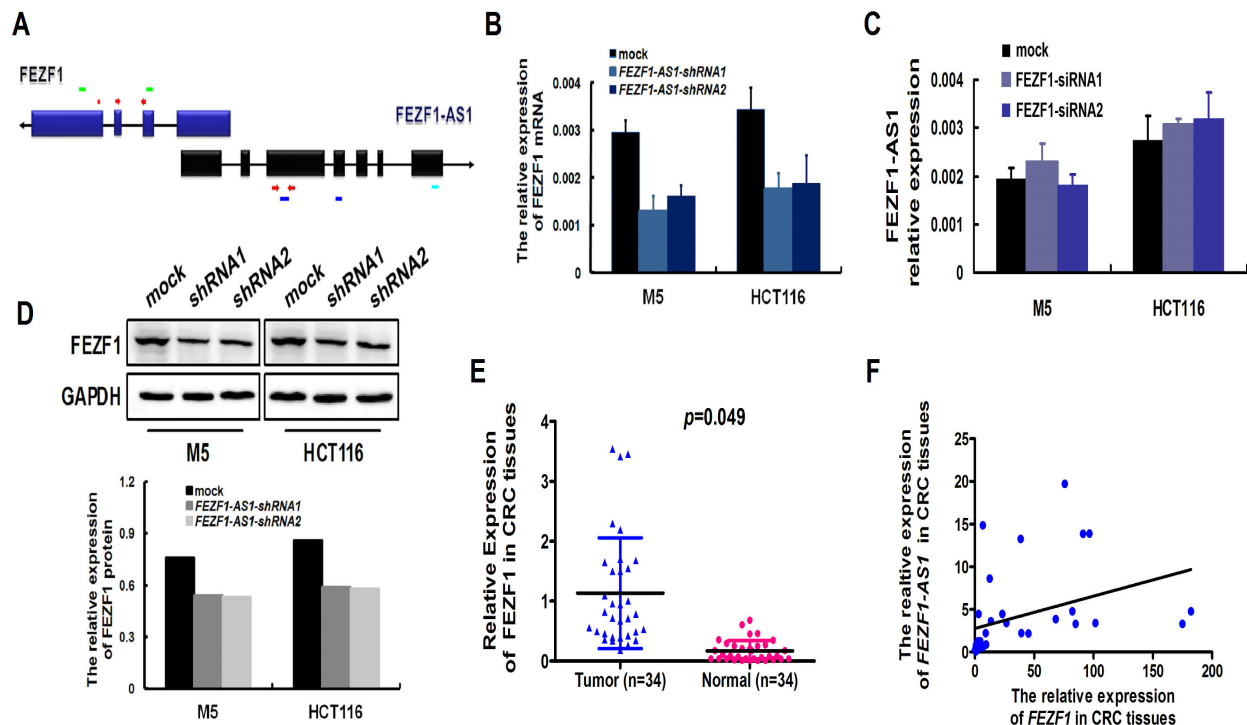 A
FEZF1
FEZF1-AS1
B
The relative expression
of FEZF1 mRNA
0.004
0.003
0.002
0.001
0
mock
FEZF1-AS1-shRNA1
FEZF1-AS1-shRNA2
M5
HCT116
C
FEZF1-AS1
relative expression
0.005
0.004
0.003
0.002
0.001
0
mock
FEZF1-siRNA1
FEZF1-siRNA2
M5
HCT116
D
mock
shRNA1
shRNA2
mock
shRNA1
shRNA2
FEZF1
GAPDH
M5
HCT116
The relative expression
of FEZF1 protein
1.2
0.9
0.6
0.3
0
mock
FEZF1-AS1-shRNA1
FEZF1-AS1-shRNA2
M5
HCT116
E
Relative Expression
of FEZF1 in CRC tissues
4
3
2
1
0
p=0.049
Tumor (n=34)
Normal (n=34)
F
The realtive expression
of FEZF1-AS1 in CRC tissues
25
20
15
10
5
0
0
50
100
150
200
The relative expression
of FEZF1 in CRC tissues